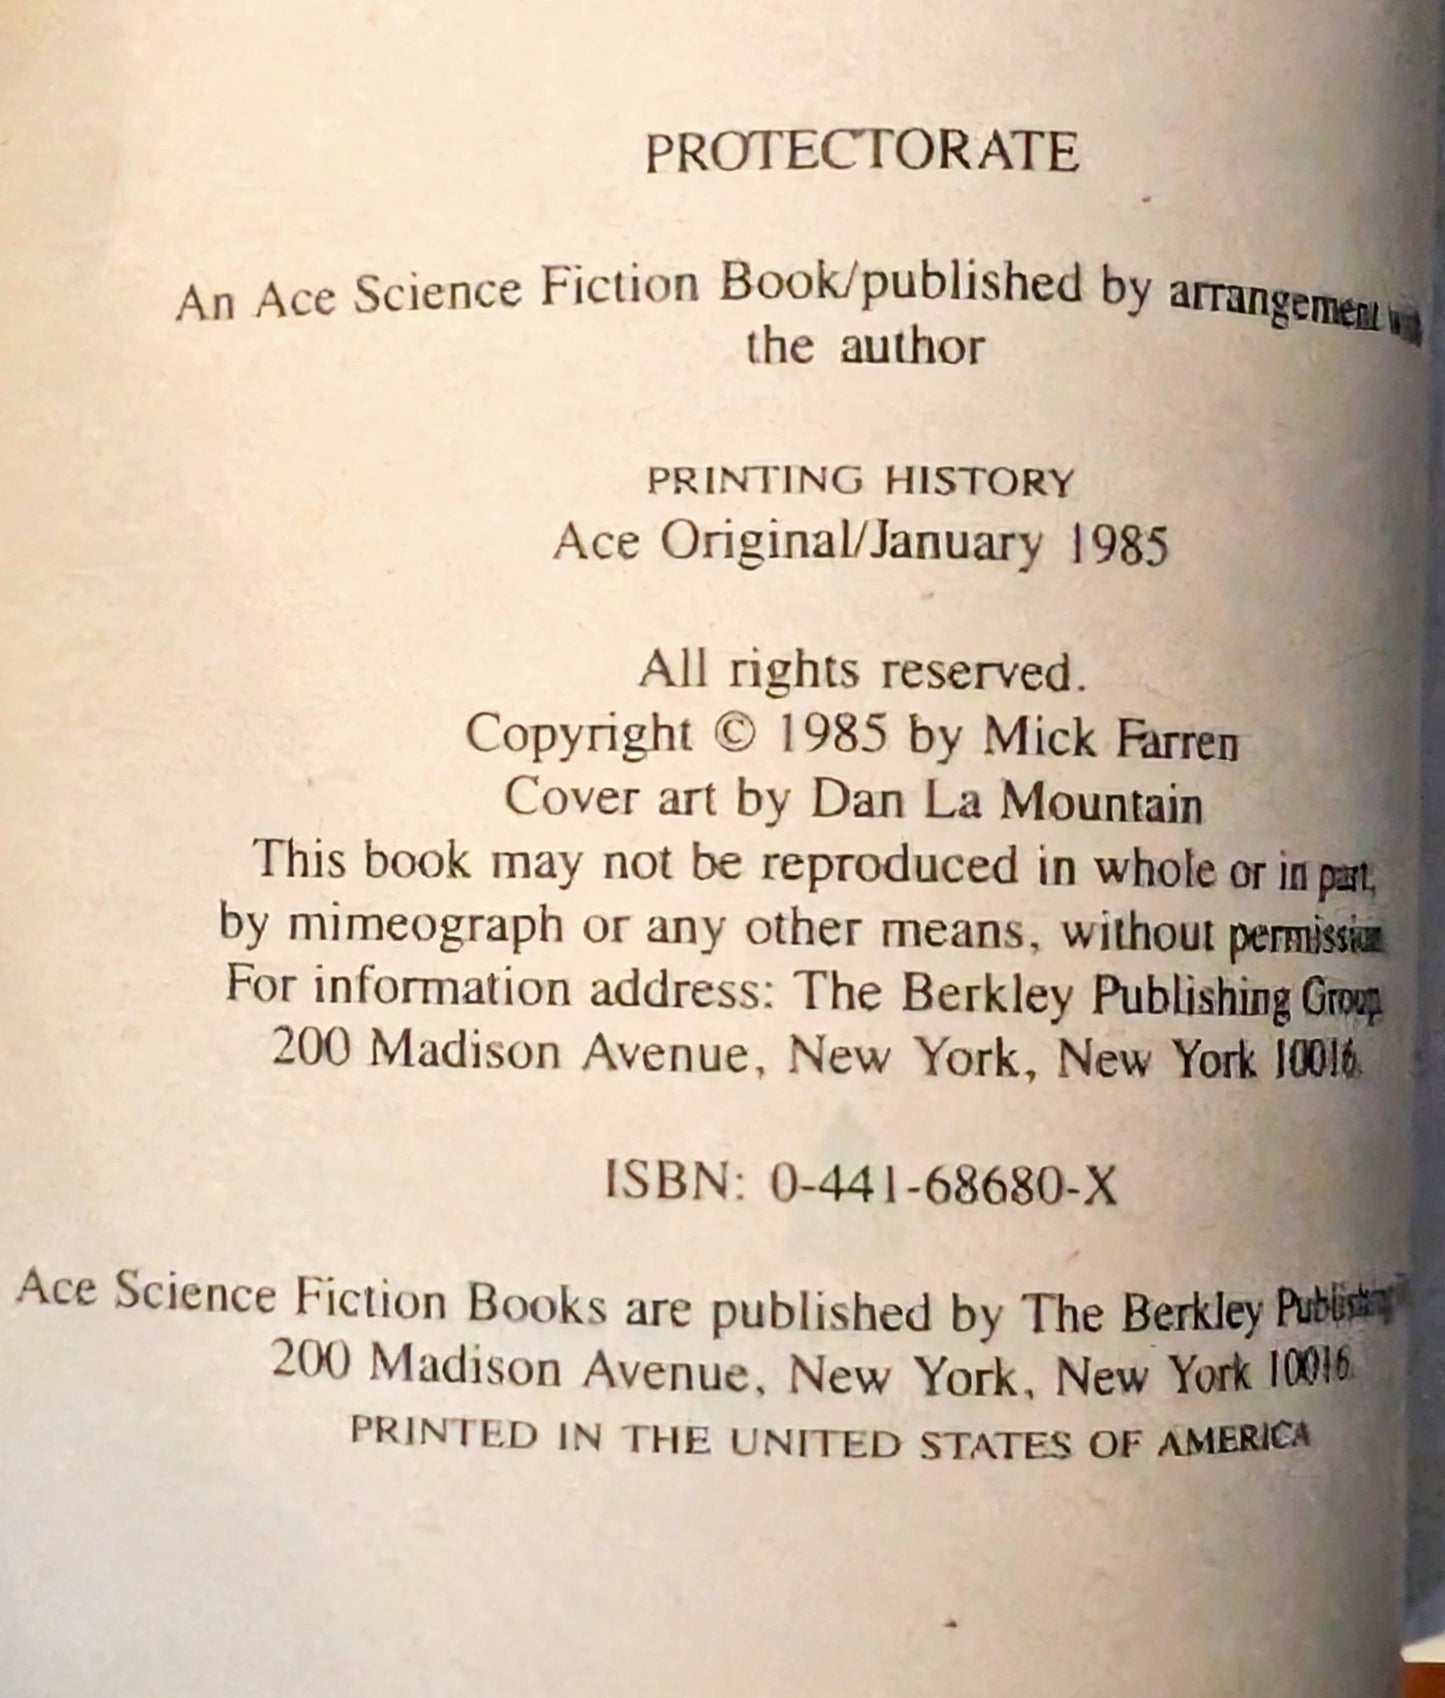 PROTECTORATE
An Ace Science Fiction Book/published by arrangement with
the author
PRINTING HISTORY
Ace Original/January 1985
All rights reserved.
Copyright © 1985 by Mick Farren
Cover art by Dan La Mountain
This book may not be reproduced in whole or in part,
by mimeograph or any other means, without permission
For information address: The Berkley Publishing Group
200 Madison Avenue, New York, New York 10016.
ISBN: 0-441-68680-X
Ace Science Fiction Books are published by The Berkley Publishing
200 Madison Avenue, New York, New York 10016.
PRINTED IN THE UNITED STATES OF AMERICA